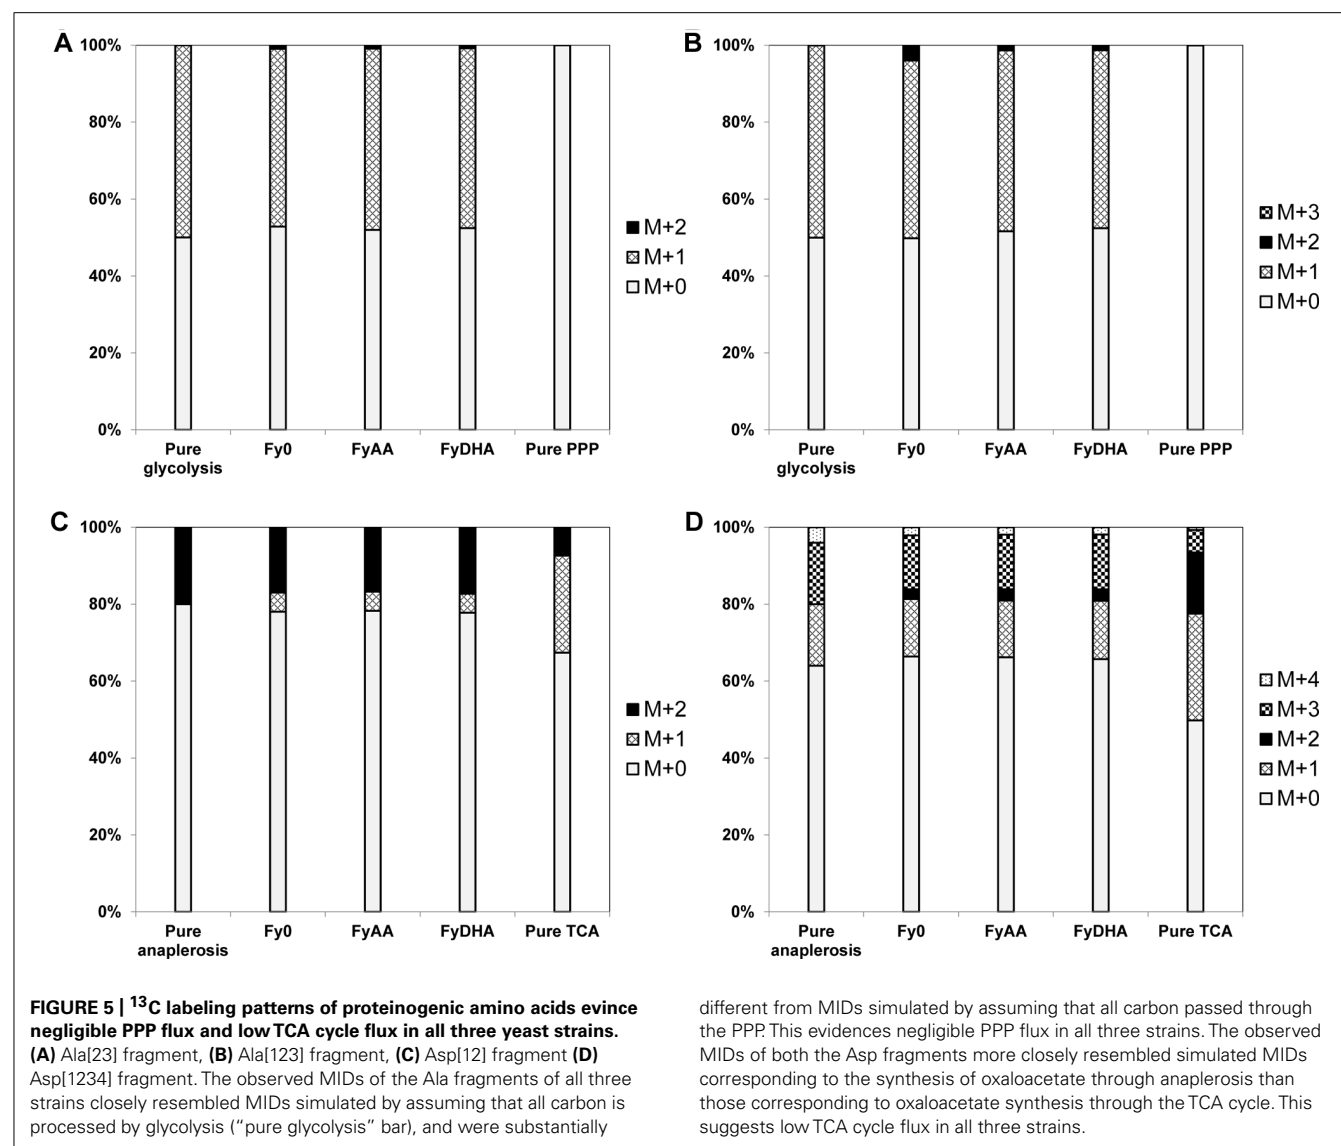 A
100%
80%
60%
40%
20%
0%
M+2
M+1
M+0
Pure glycolysis
Fy0
FyAA
FyDHA
Pure PPP
B
100%
80%
60%
40%
20%
0%
M+3
M+2
M+1
M+0
Pure glycolysis
Fy0
FyAA
FyDHA
Pure PPP
C
100%
80%
60%
40%
20%
0%
M+2
M+1
M+0
Pure anaplerosis
Fy0
FyAA
FyDHA
Pure TCA
D
100%
80%
60%
40%
20%
0%
M+4
M+3
M+2
M+1
M+0
Pure anaplerosis
Fy0
FyAA
FyDHA
Pure TCA
FIGURE 5 | ¹³C labeling patterns of proteinogenic amino acids evince
negligible PPP flux and low TCA cycle flux in all three yeast strains.
(A) Ala[23] fragment, (B) Ala[123] fragment, (C) Asp[12] fragment (D)
Asp[1234] fragment. The observed MIDs of the Ala fragments of all three
strains closely resembled MIDs simulated by assuming that all carbon is
processed by glycolysis (“pure glycolysis” bar), and were substantially
different from MIDs simulated by assuming that all carbon passed through
the PPP. This evidences negligible PPP flux in all three strains. The observed
MIDs of both the Asp fragments more closely resembled simulated MIDs
corresponding to the synthesis of oxaloacetate through anaplerosis than
those corresponding to oxaloacetate synthesis through the TCA cycle. This
suggests low TCA cycle flux in all three strains.